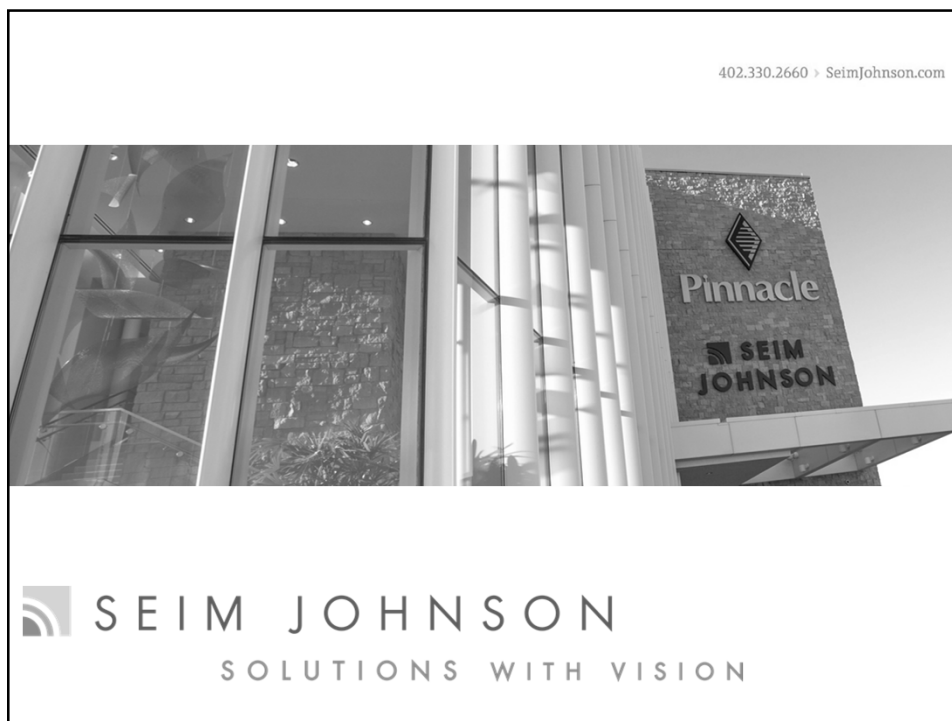 402.330.2660 › SeimJohnson.com
Pinnacle
SEIM
JOHNSON
SEIM JOHNSON
SOLUTIONS WITH VISION